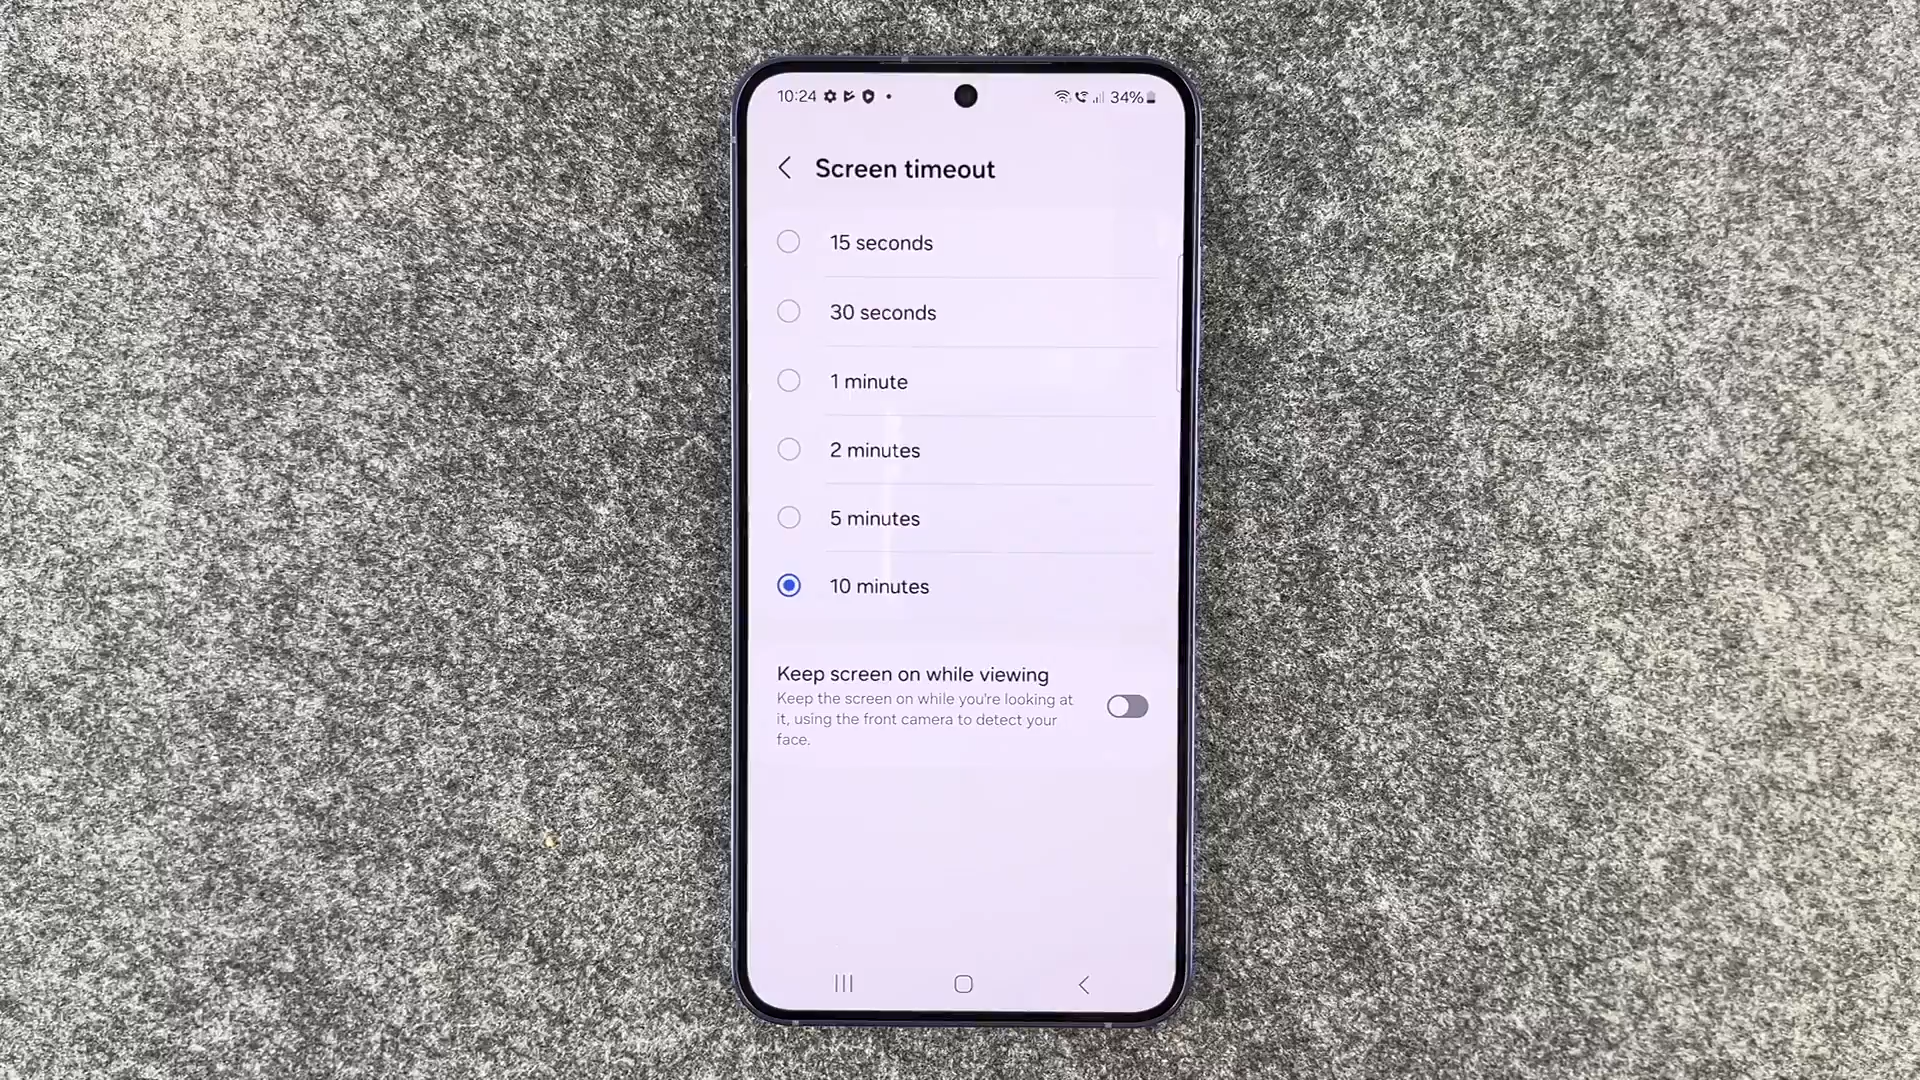 10:24
34%
Screen timeout
15 seconds
30 seconds
1 minute
2 minutes
5 minutes
10 minutes
Keep screen on while viewing
Keep the screen on while you're looking at
it, using the front camera to detect your
face.